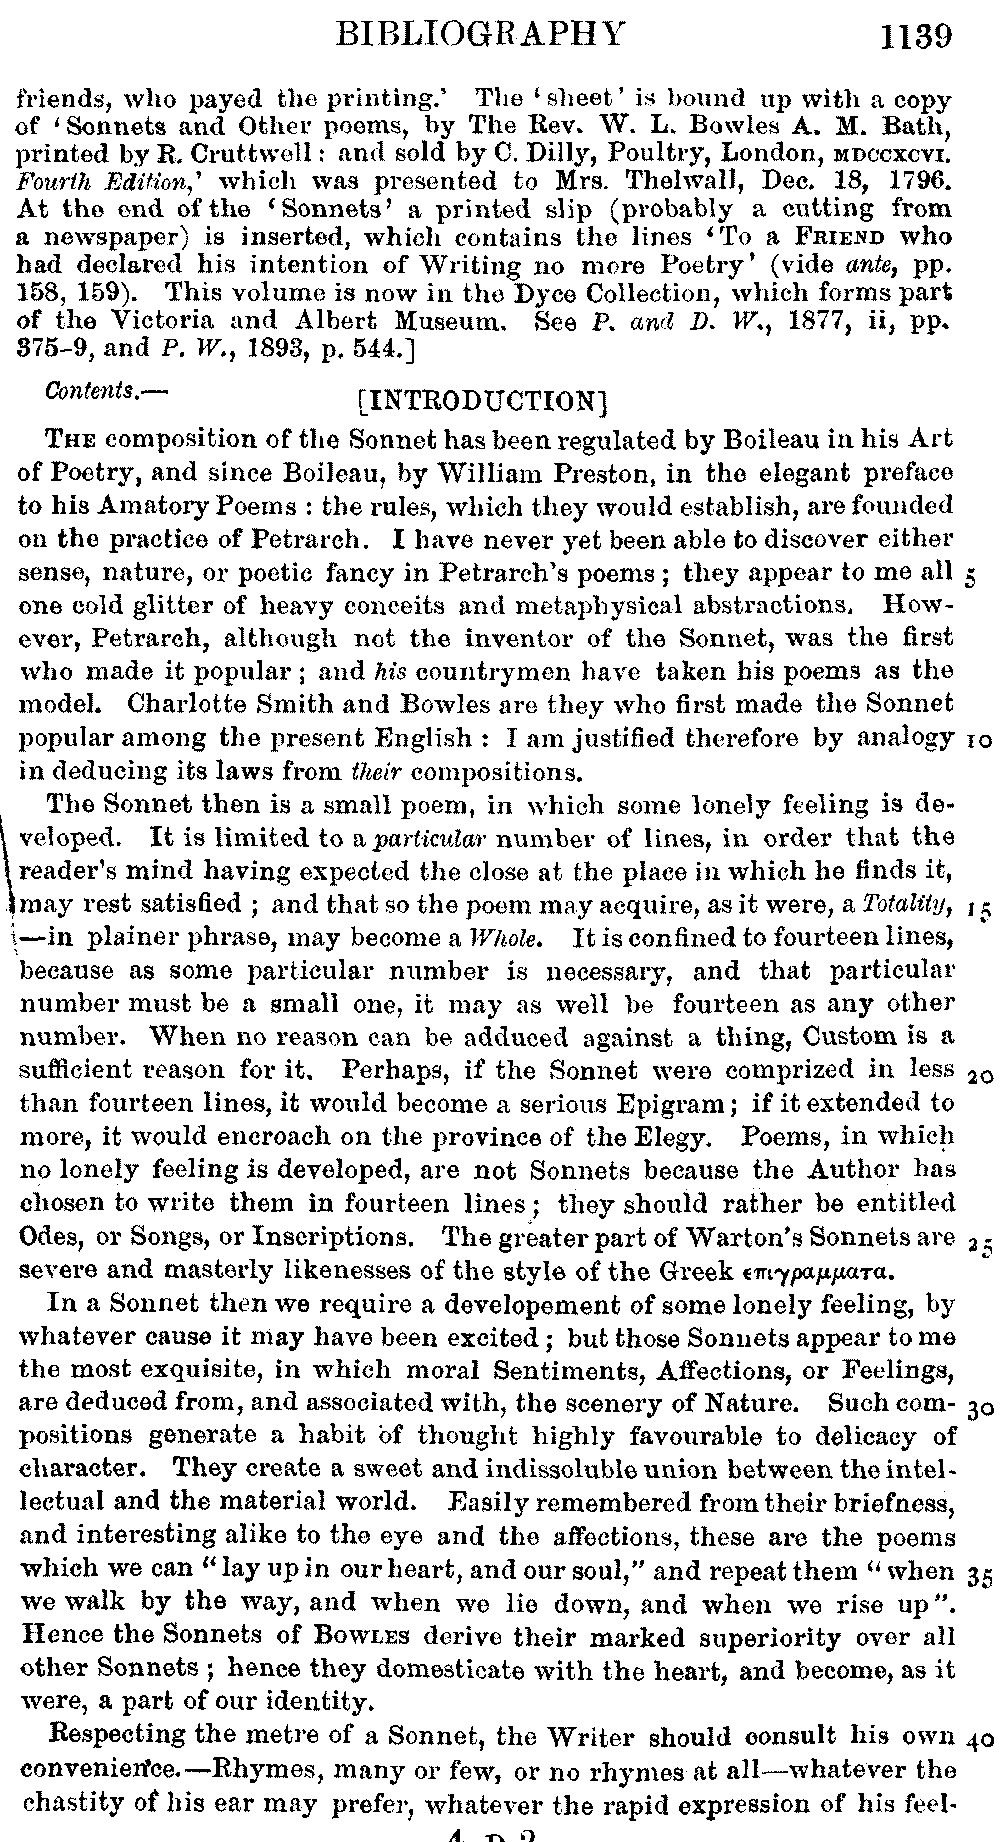 BIBLIOGRAPHY 1139
friends, who payed the printing.' The 'sheet' is bound up with a copy
of 'Sonnets and Other poems, by The Rev. W. L. Bowles A. M. Bath,
printed by R. Cruttwell: and sold by C. Dilly, Poultry, London, MDCCXCVI.
Fourth Edition,' which was presented to Mrs. Thelwall, Dec. 18, 1796.
At the end of the 'Sonnets' a printed slip (probably a cutting from
a newspaper) is inserted, which contains the lines 'To a FRIEND who
had declared his intention of Writing no more Poetry' (vide ante, pp.
158, 159). This volume is now in the Dyce Collection, which forms part
of the Victoria and Albert Museum. See P. and D. W., 1877, ii, pp.
375-9, and P. W., 1893, p. 544.]
Contents.— [INTRODUCTION]
THE composition of the Sonnet has been regulated by Boileau in his Art
of Poetry, and since Boileau, by William Preston, in the elegant preface
to his Amatory Poems : the rules, which they would establish, are founded
on the practice of Petrarch. I have never yet been able to discover either
sense, nature, or poetic fancy in Petrarch's poems ; they appear to me all 5
one cold glitter of heavy conceits and metaphysical abstractions. How-
ever, Petrarch, although not the inventor of the Sonnet, was the first
who made it popular ; and his countrymen have taken his poems as the
model. Charlotte Smith and Bowles are they who first made the Sonnet
popular among the present English : I am justified therefore by analogy 10
in deducing its laws from their compositions.
The Sonnet then is a small poem, in which some lonely feeling is de-
veloped. It is limited to a particular number of lines, in order that the
reader's mind having expected the close at the place in which he finds it,
may rest satisfied ; and that so the poem may acquire, as it were, a Totality, 15
—in plainer phrase, may become a Whole. It is confined to fourteen lines,
because as some particular number is necessary, and that particular
number must be a small one, it may as well be fourteen as any other
number. When no reason can be adduced against a thing, Custom is a
sufficient reason for it. Perhaps, if the Sonnet were comprized in less 20
than fourteen lines, it would become a serious Epigram ; if it extended to
more, it would encroach on the province of the Elegy. Poems, in which
no lonely feeling is developed, are not Sonnets because the Author has
chosen to write them in fourteen lines ; they should rather be entitled
Odes, or Songs, or Inscriptions. The greater part of Warton's Sonnets are 25
severe and masterly likenesses of the style of the Greek επιγραμματα.
In a Sonnet then we require a developement of some lonely feeling, by
whatever cause it may have been excited ; but those Sonnets appear to me
the most exquisite, in which moral Sentiments, Affections, or Feelings,
are deduced from, and associated with, the scenery of Nature. Such com- 30
positions generate a habit of thought highly favourable to delicacy of
character. They create a sweet and indissoluble union between the intel-
lectual and the material world. Easily remembered from their briefness,
and interesting alike to the eye and the affections, these are the poems
which we can "lay up in our heart, and our soul," and repeat them "when 35
we walk by the way, and when we lie down, and when we rise up".
Hence the Sonnets of BOWLES derive their marked superiority over all
other Sonnets ; hence they domesticate with the heart, and become, as it
were, a part of our identity.
Respecting the metre of a Sonnet, the Writer should consult his own 40
convenience.—Rhymes, many or few, or no rhymes at all—whatever the
chastity of his ear may prefer, whatever the rapid expression of his feel-
4 D 2